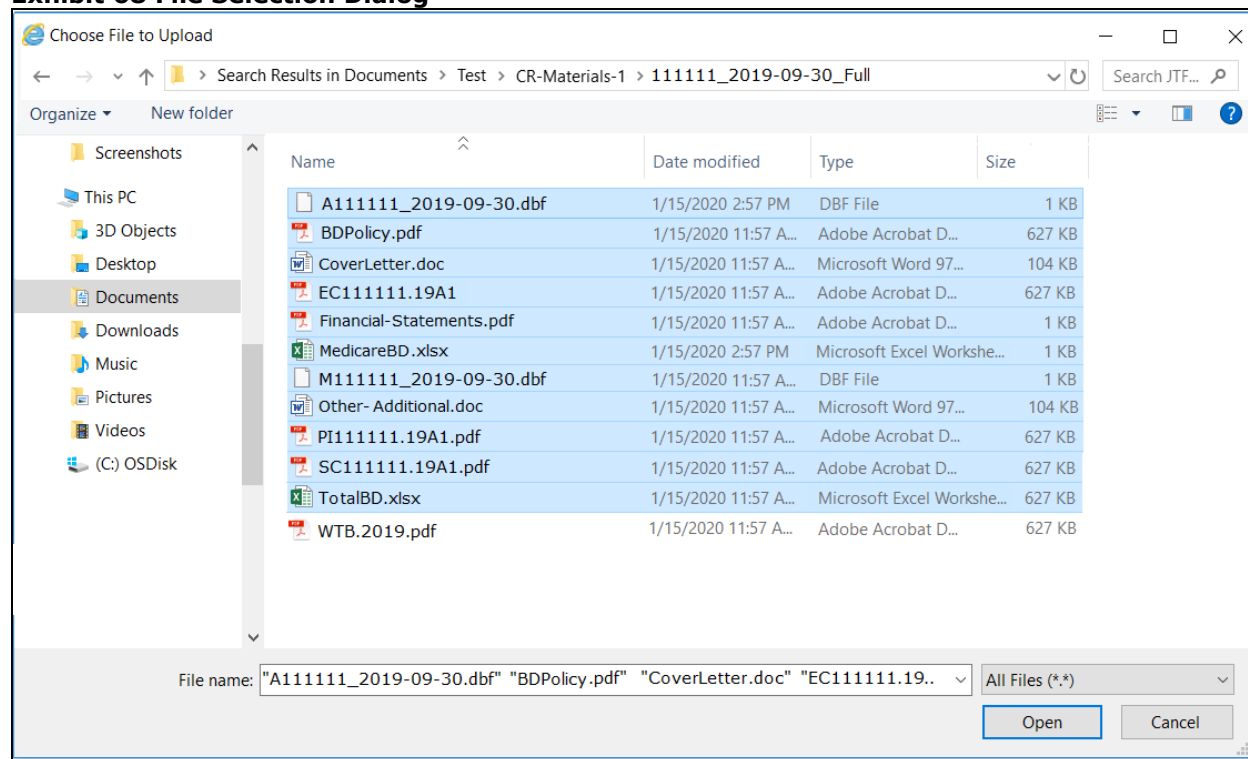 Exhibit 68 File Selection Dialog
Choose File to Upload
Search Results in Documents > Test > CR-Materials-1 > 111111_2019-09-30_Full
Search JTF...
Organize
New folder
Screenshots
This PC
3D Objects
Desktop
Documents
Downloads
Music
Pictures
Videos
(C:) OSDisk
Name Date modified Type Size
A111111_2019-09-30.dbf 1/15/2020 2:57 PM DBF File 1 KB
BDPolicy.pdf 1/15/2020 11:57 A... Adobe Acrobat D... 627 KB
CoverLetter.doc 1/15/2020 11:57 A... Microsoft Word 97... 104 KB
EC111111.19A1 1/15/2020 11:57 A... Adobe Acrobat D... 627 KB
Financial-Statements.pdf 1/15/2020 11:57 A... Adobe Acrobat D... 1 KB
MedicareBD.xlsx 1/15/2020 2:57 PM Microsoft Excel Workshe... 1 KB
M111111_2019-09-30.dbf 1/15/2020 11:57 A... DBF File 1 KB
Other- Additional.doc 1/15/2020 11:57 A... Microsoft Word 97... 104 KB
PI111111.19A1.pdf 1/15/2020 11:57 A... Adobe Acrobat D... 627 KB
SC111111.19A1.pdf 1/15/2020 11:57 A... Adobe Acrobat D... 627 KB
TotalBD.xlsx 1/15/2020 11:57 A... Microsoft Excel Workshe... 627 KB
WTB.2019.pdf 1/15/2020 11:57 A... Adobe Acrobat D... 627 KB
File name: "A111111_2019-09-30.dbf" "BDPolicy.pdf" "CoverLetter.doc" "EC111111.19.. All Files (*.*)
Open Cancel